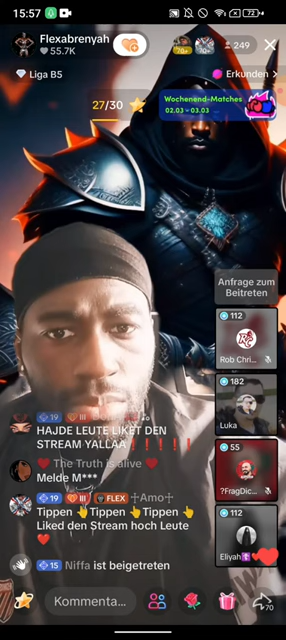 15:57
72
Flexabrenyah
55.7K
249
Liga B5
Erkunden
27/30
Wochenend-Matches
02.03 – 03.03
Anfrage zum
Beitreten
112
Rob Chri...
182
Luka
55
?FragDic...
112
Eliyah
19 III
HAJDE LEUTE LIKET DEN
STREAM YALLAA ❗❗❗❗❗
❤️ The Truth is alive ❤️
Melde M***
19 III FLEX ☩Amo☩
Tippen 👆Tippen 👆Tippen 👆
Liked den Stream hoch Leute
❤️
15 Niffa ist beigetreten
Kommenta...
70